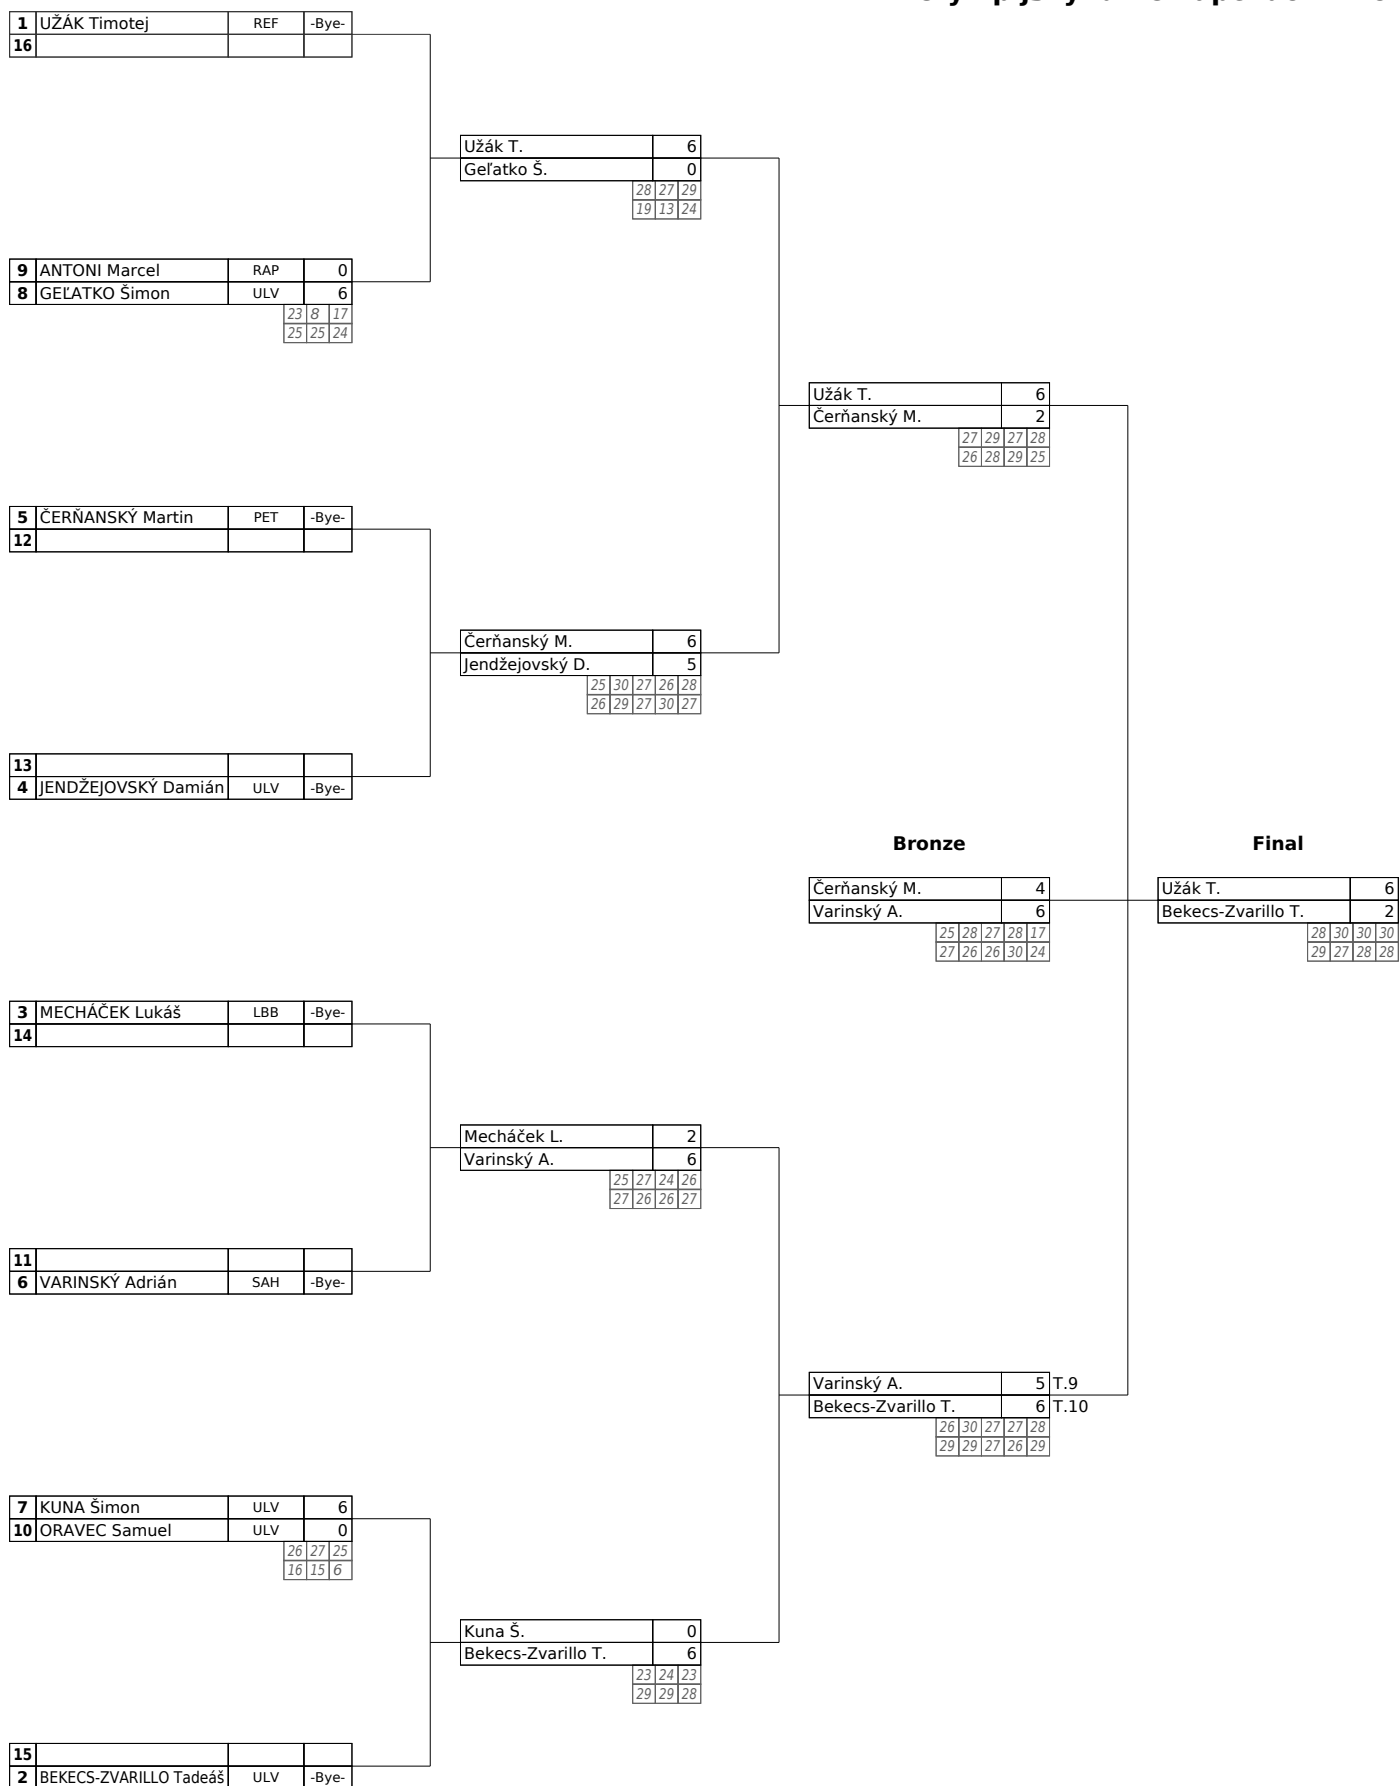 1 UŽÁK Timotej REF -Bye-
16
Užák T. 6
Geľatko Š. 0
28 27 29
19 13 24
9 ANTONI Marcel RAP 0
8 GEĽATKO Šimon ULV 6
23 8 17
25 25 24
Užák T. 6
Čerňanský M. 2
27 29 27 28
26 28 29 25
5 ČERŇANSKÝ Martin PET -Bye-
12
Čerňanský M. 6
Jendžejovský D. 5
25 30 27 26 28
26 29 27 30 27
13
4 JENDŽEJOVSKÝ Damián ULV -Bye-
Bronze Final
Čerňanský M. 4
Varinský A. 6
25 28 27 28 17
27 26 26 30 24
Užák T. 6
Bekecs-Zvarillo T. 2
28 30 30 30
29 27 28 28
3 MECHÁČEK Lukáš LBB -Bye-
14
Mecháček L. 2
Varinský A. 6
25 27 24 26
27 26 26 27
11
6 VARINSKÝ Adrián SAH -Bye-
Varinský A. 5 T.9
Bekecs-Zvarillo T. 6 T.10
26 30 27 27 28
29 29 27 26 29
7 KUNA Šimon ULV 6
10 ORAVEC Samuel ULV 0
26 27 25
16 15 6
Kuna Š. 0
Bekecs-Zvarillo T. 6
23 24 23
29 29 28
15
2 BEKECS-ZVARILLO Tadeáš ULV -Bye-